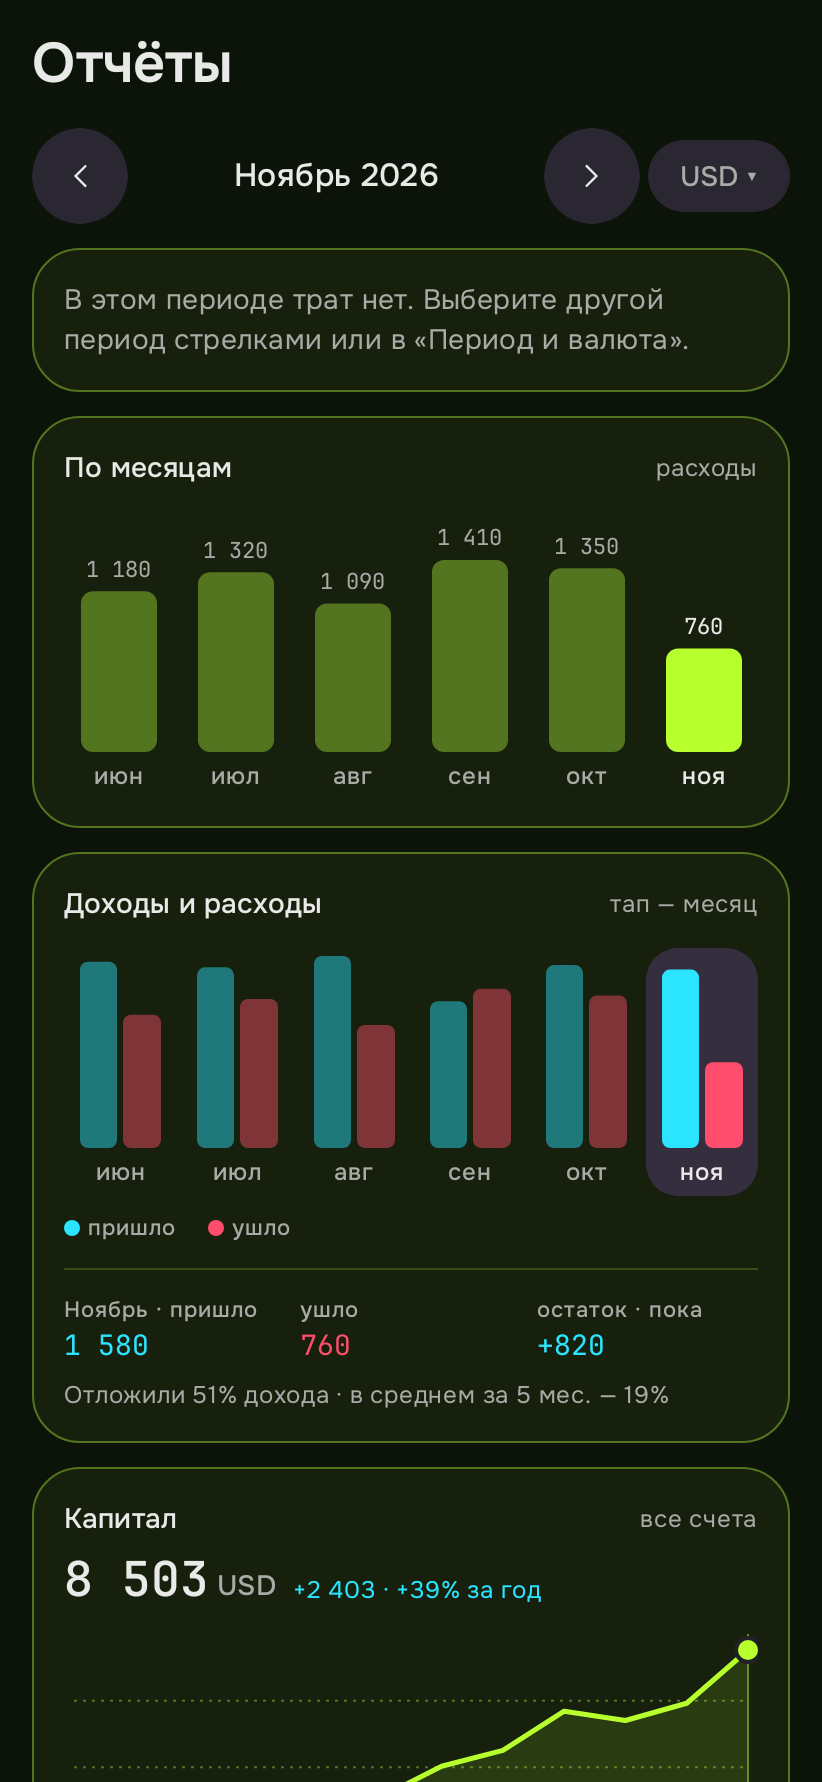 Отчёты
Ноябрь 2026
USD ▾
В этом периоде трат нет. Выберите другой
период стрелками или в «Период и валюта».
По месяцам
расходы
1 180
1 320
1 090
1 410
1 350
760
июн
июл
авг
сен
окт
ноя
Доходы и расходы
тап — месяц
июн
июл
авг
сен
окт
ноя
пришло
ушло
Ноябрь · пришло
ушло
остаток · пока
1 580
760
+820
Отложили 51% дохода · в среднем за 5 мес. — 19%
Капитал
все счета
8 503 USD +2 403 · +39% за год